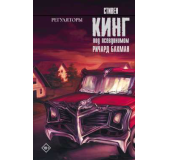 РЕГУЛЯТОРЫ
СТИВЕН
КИНГ
ПОД ПСЕВДОНИМОМ
РИЧАРД БАХМАН